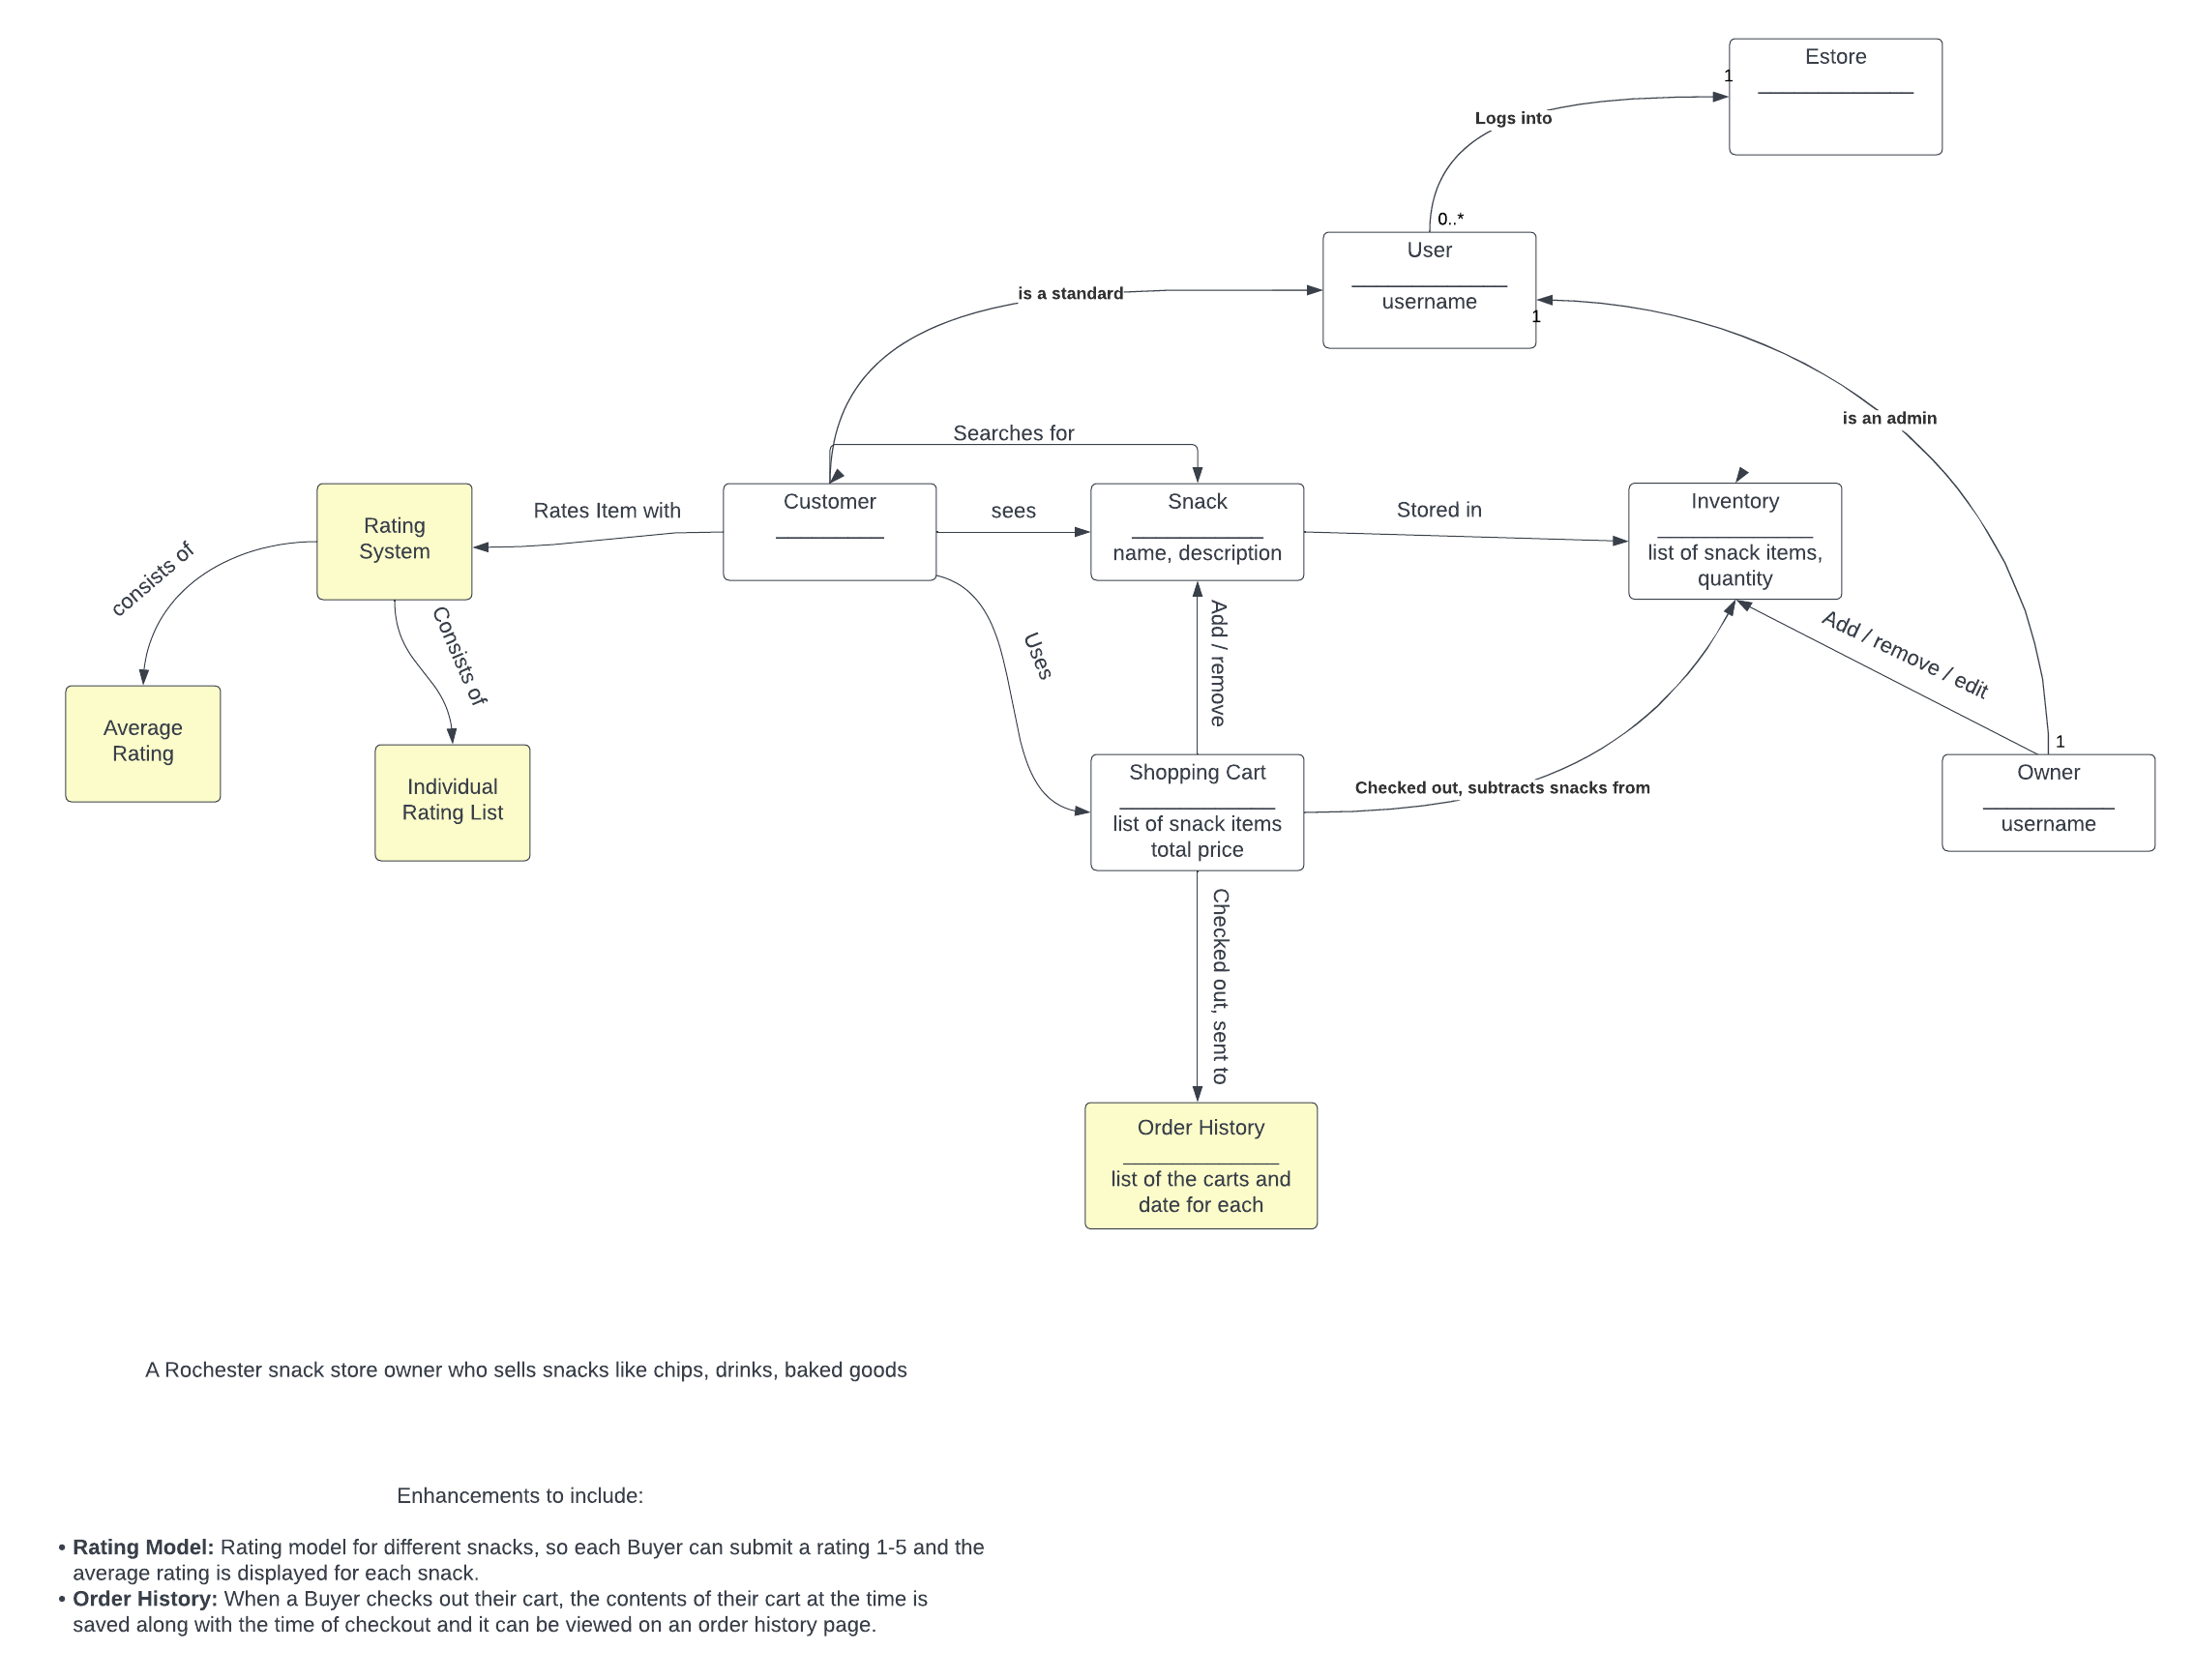 Estore
1
Logs into
0..*
User
username
1
is a standard
is an admin
Searches for
Rating
System
Rates Item with
Customer
sees
Snack
name, description
Stored in
Inventory
list of snack items,
quantity
consists of
Consists of
Uses
Add / remove
Add / remove / edit
Average
Rating
Individual
Rating List
Shopping Cart
list of snack items
total price
Checked out, subtracts snacks from
1
Owner
username
Checked out, sent to
Order History
list of the carts and
date for each
A Rochester snack store owner who sells snacks like chips, drinks, baked goods
Enhancements to include:
• Rating Model: Rating model for different snacks, so each Buyer can submit a rating 1-5 and the
average rating is displayed for each snack.
• Order History: When a Buyer checks out their cart, the contents of their cart at the time is
saved along with the time of checkout and it can be viewed on an order history page.